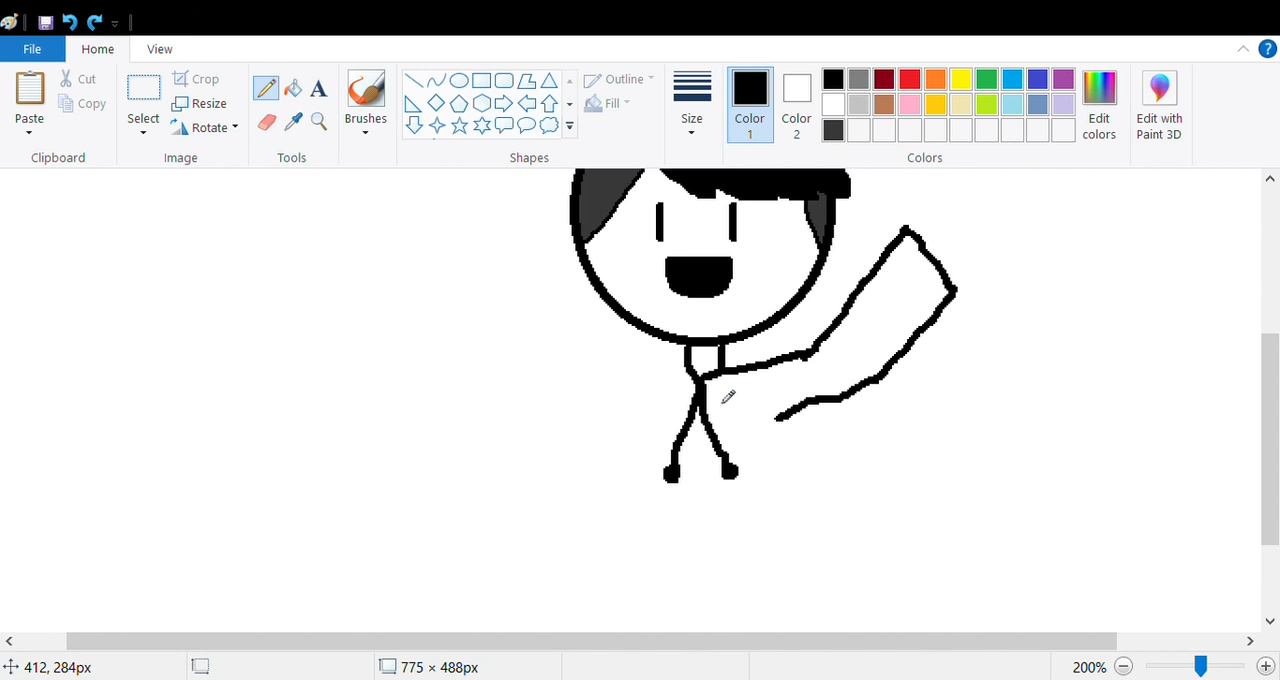 File Home View
Paste
Cut
Copy
Clipboard
Select
Crop
Resize
Rotate
Image
A
Tools
Brushes
Shapes
Outline
Fill
Size
Color
1
Color
2
Edit
colors
Colors
Edit with
Paint 3D
?
412, 284px
775 × 488px
200%